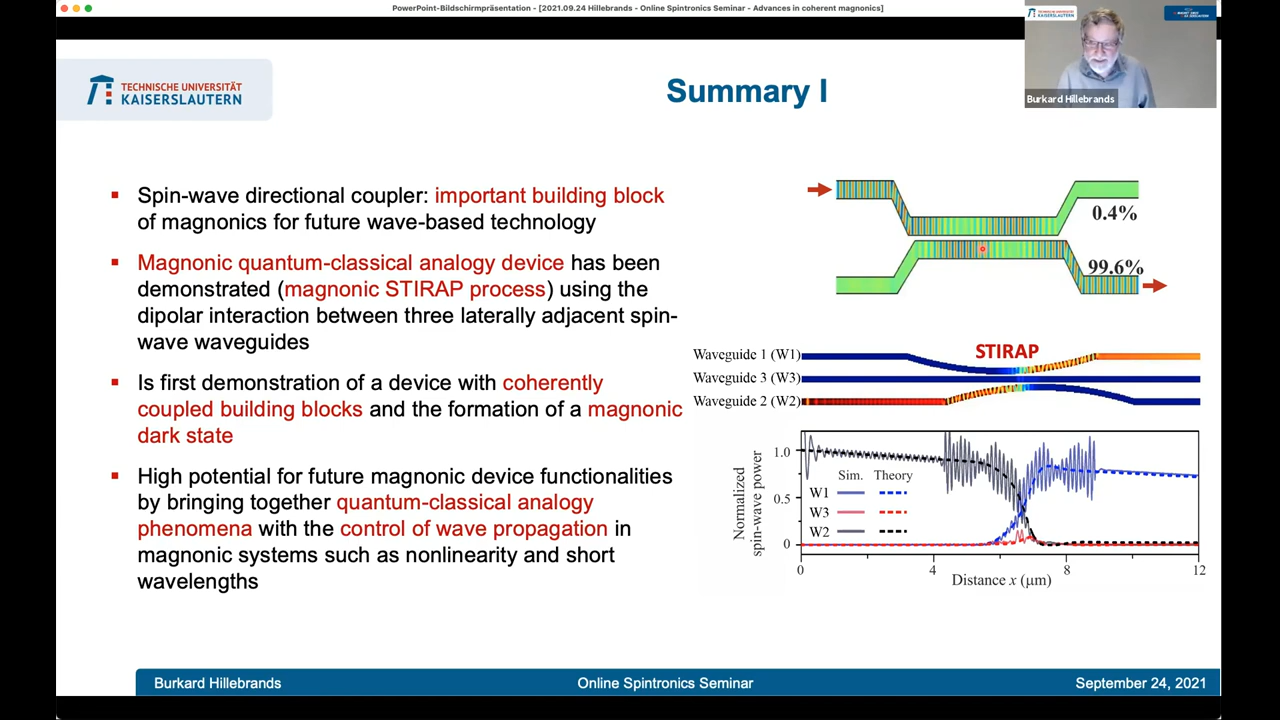 PowerPoint-Bildschirmpräsentation - [2021.09.24 Hillebrands - Online Spintronics Seminar - Advances in coherent magnonics]
TECHNISCHE UNIVERSITÄT
KAISERSLAUTERN
Summary I
TECHNISCHE UNIVERSITÄT
KAISERSLAUTERN
Burkard Hillebrands
▪ Spin-wave directional coupler: important building block
of magnonics for future wave-based technology
▪ Magnonic quantum-classical analogy device has been
demonstrated (magnonic STIRAP process) using the
dipolar interaction between three laterally adjacent spin-
wave waveguides
▪ Is first demonstration of a device with coherently
coupled building blocks and the formation of a magnonic
dark state
▪ High potential for future magnonic device functionalities
by bringing together quantum-classical analogy
phenomena with the control of wave propagation in
magnonic systems such as nonlinearity and short
wavelengths
0.4%
99.6%
STIRAP
Waveguide 1 (W1)
Waveguide 3 (W3)
Waveguide 2 (W2)
Normalized
spin-wave power
1.0
0.5
0
Sim. Theory
W1
W3
W2
0 4 8 12
Distance x (μm)
Burkard Hillebrands
Online Spintronics Seminar
September 24, 2021